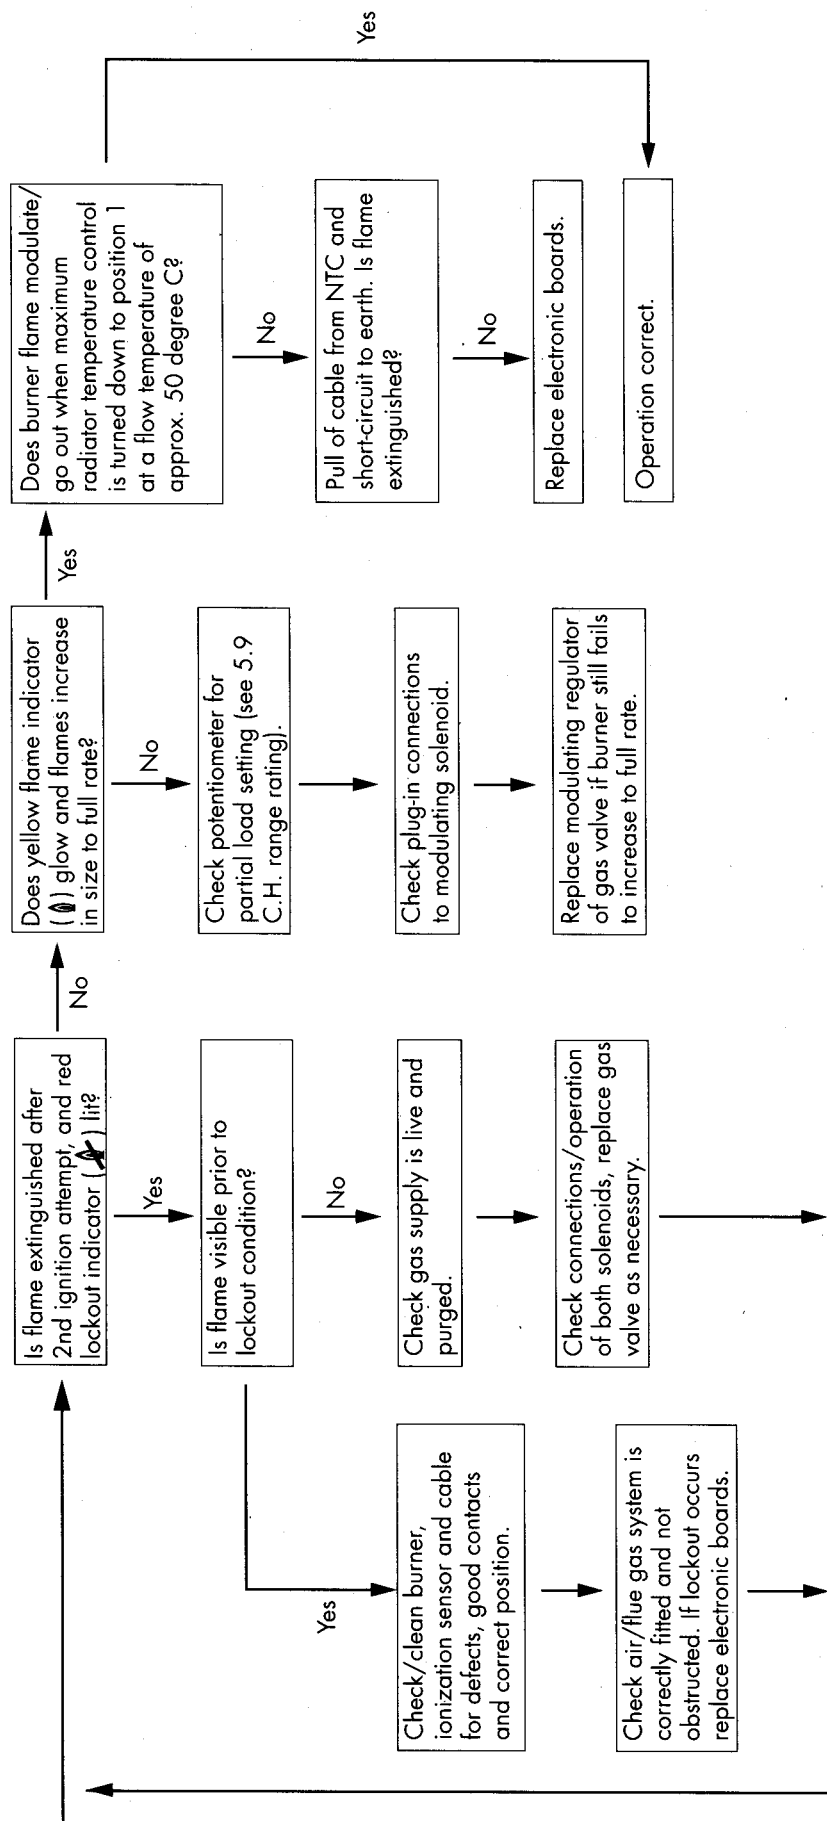 Is flame extinguished after
2nd ignition attempt, and red
lockout indicator ( ) lit?
No
Yes
Is flame visible prior to
lockout condition?
No
Check gas supply is live and
purged.
Check connections/operation
of both solenoids, replace gas
valve as necessary.
Yes
Check/clean burner,
ionization sensor and cable
for defects, good contacts
and correct position.
Check air/flue gas system is
correctly fitted and not
obstructed. If lockout occurs
replace electronic boards.
Does yellow flame indicator
( ) glow and flames increase
in size to full rate?
Yes
No
Check potentiometer for
partial load setting (see 5.9
C.H. range rating).
Check plug-in connections
to modulating solenoid.
Replace modulating regulator
of gas valve if burner still fails
to increase to full rate.
Does burner flame modulate/
go out when maximum
radiator temperature control
is turned down to position 1
at a flow temperature of
approx. 50 degree C?
Yes
No
Pull of cable from NTC and
short-circuit to earth. Is flame
extinguished?
No
Replace electronic boards.
Operation correct.